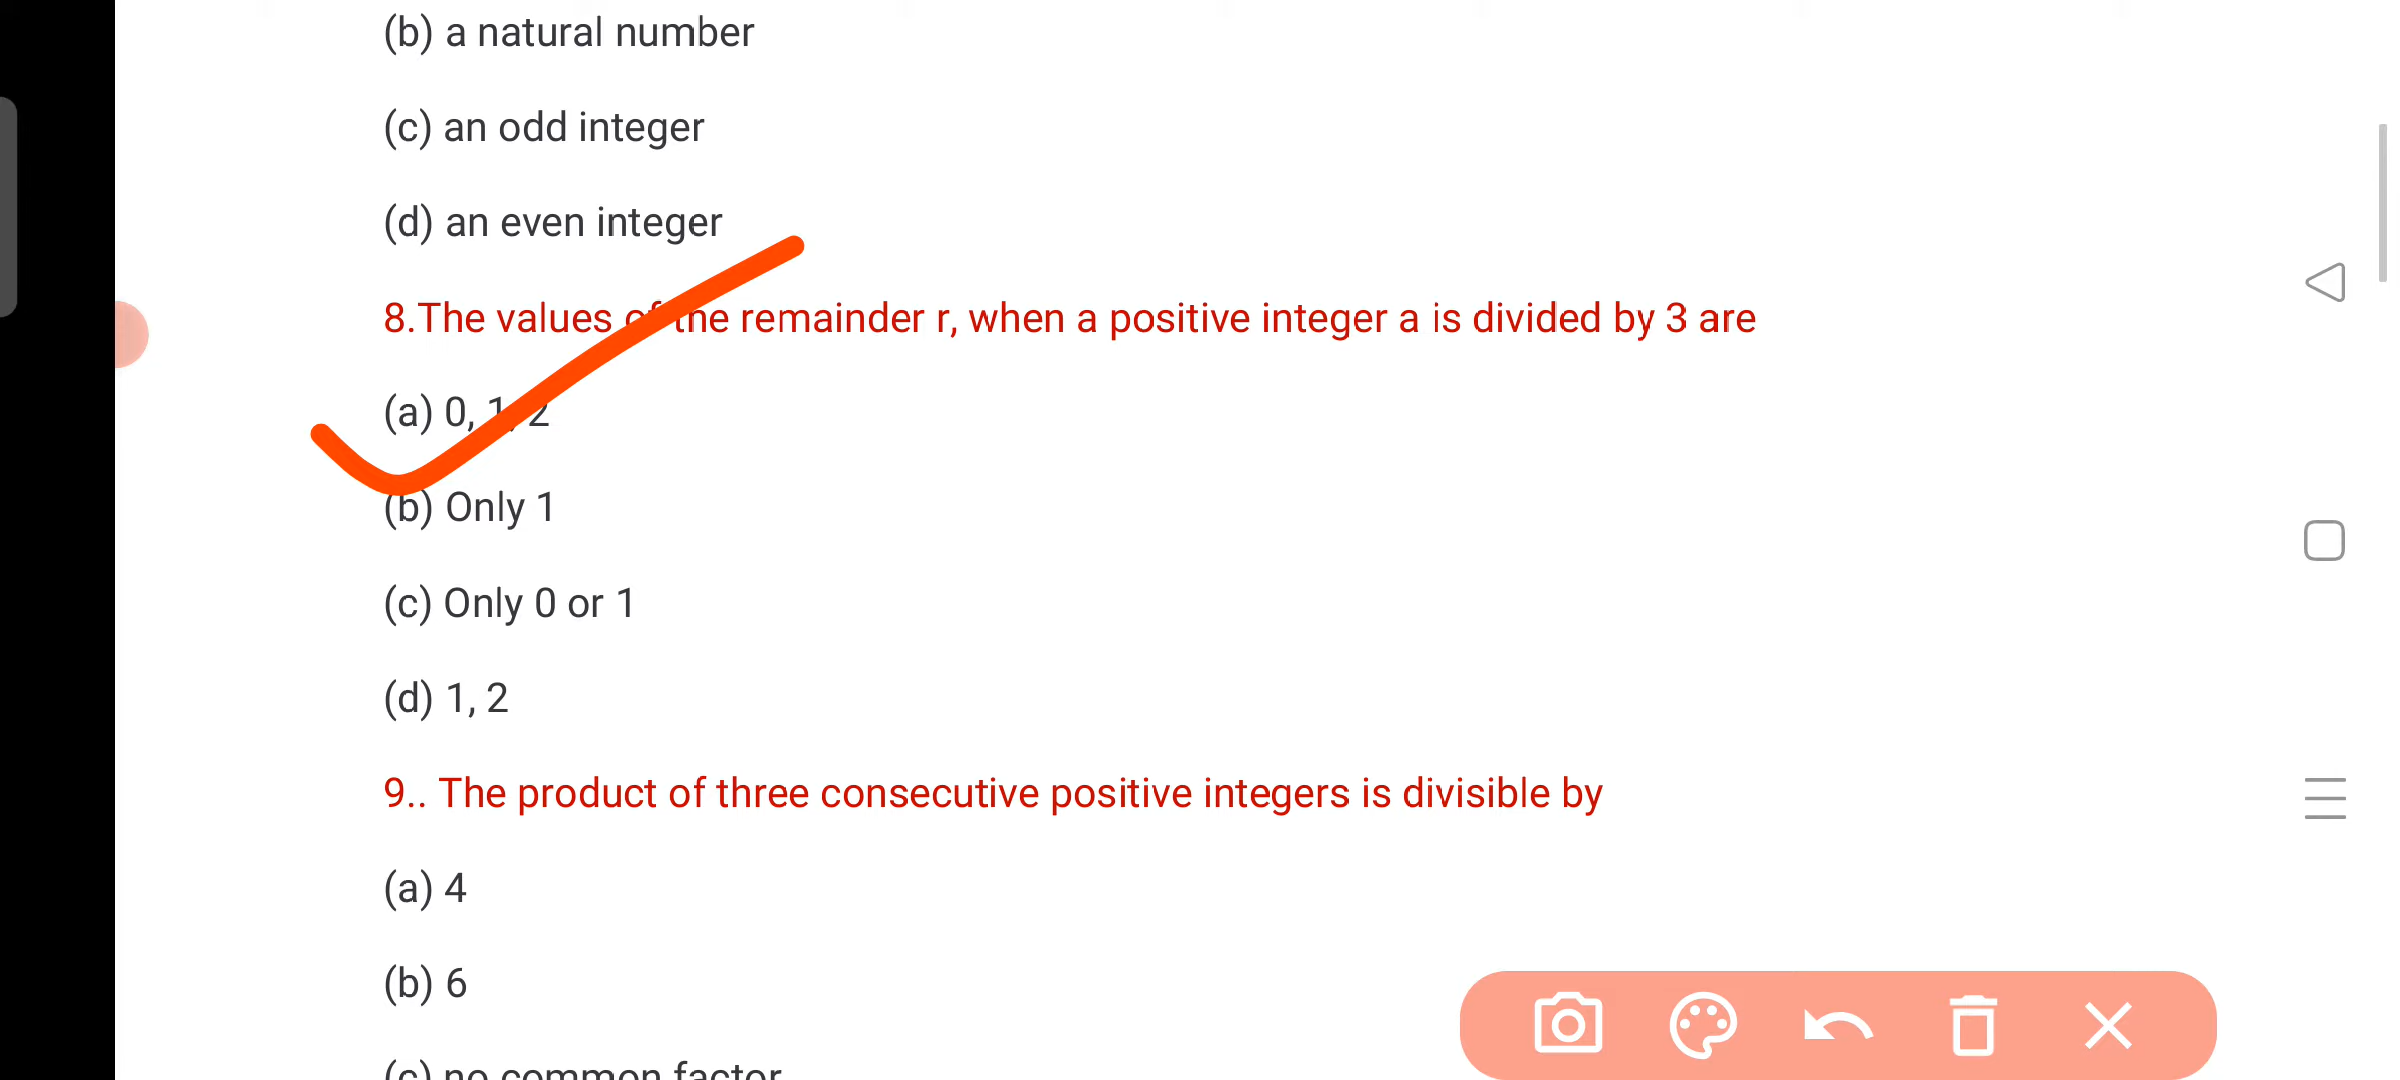 (b) a natural number
(c) an odd integer
(d) an even integer
8.The values of the remainder r, when a positive integer a is divided by 3 are
(a) 0, 1, 2
(b) Only 1
(c) Only 0 or 1
(d) 1, 2
9.. The product of three consecutive positive integers is divisible by
(a) 4
(b) 6
(c) no common factor